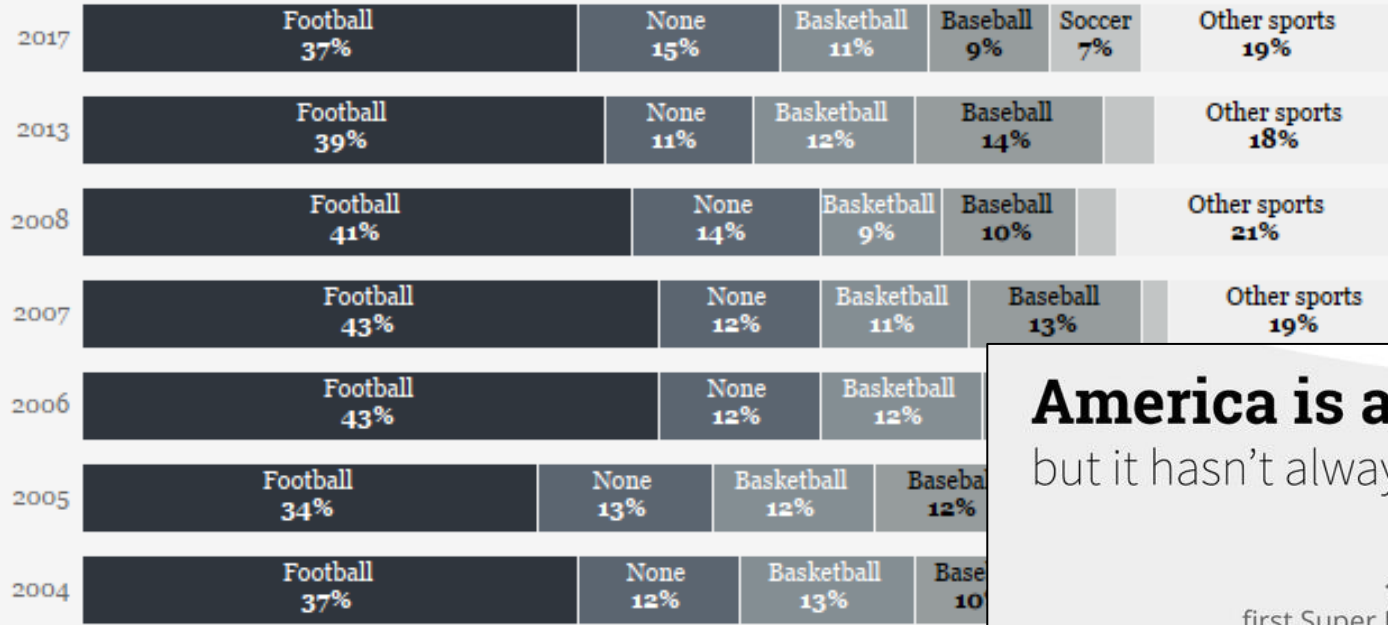 Football None Basketball Baseball Soccer Other sports
2017 37% 15% 11% 9% 7% 19%
Football None Basketball Baseball Other sports
2013 39% 11% 12% 14% 18%
Football None Basketball Baseball Other sports
2008 41% 14% 9% 10% 21%
Football None Basketball Baseball Other sports
2007 43% 12% 11% 13% 19%
Football None Basketball
2006 43% 12% 12%
Football None Basketball
2005 34% 13% 12% 12%
Football None Basketball
2004 37% 12% 13% 10
America is a
but it hasn't
first Super